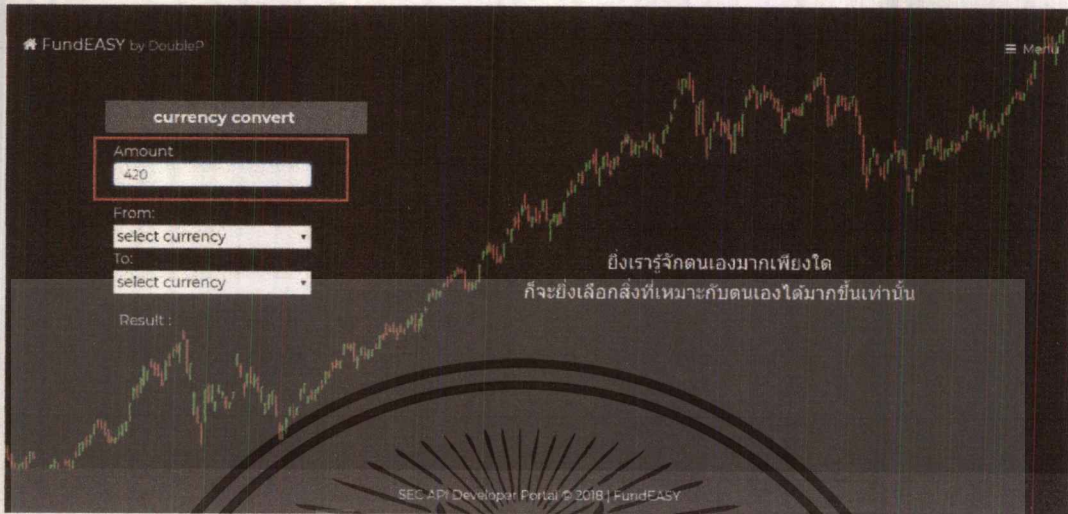 FundEASY by DoubleP
Menu
currency convert
Amount
420
From:
select currency
To:
select currency
Result :
ยิ่งเรารู้จักตนเองมากเพียงใด
ก็จะยิ่งเลือกสิ่งที่เหมาะกับตนเองได้มากขึ้นเท่านั้น
SEC API Developer Portal © 2018 | FundEASY